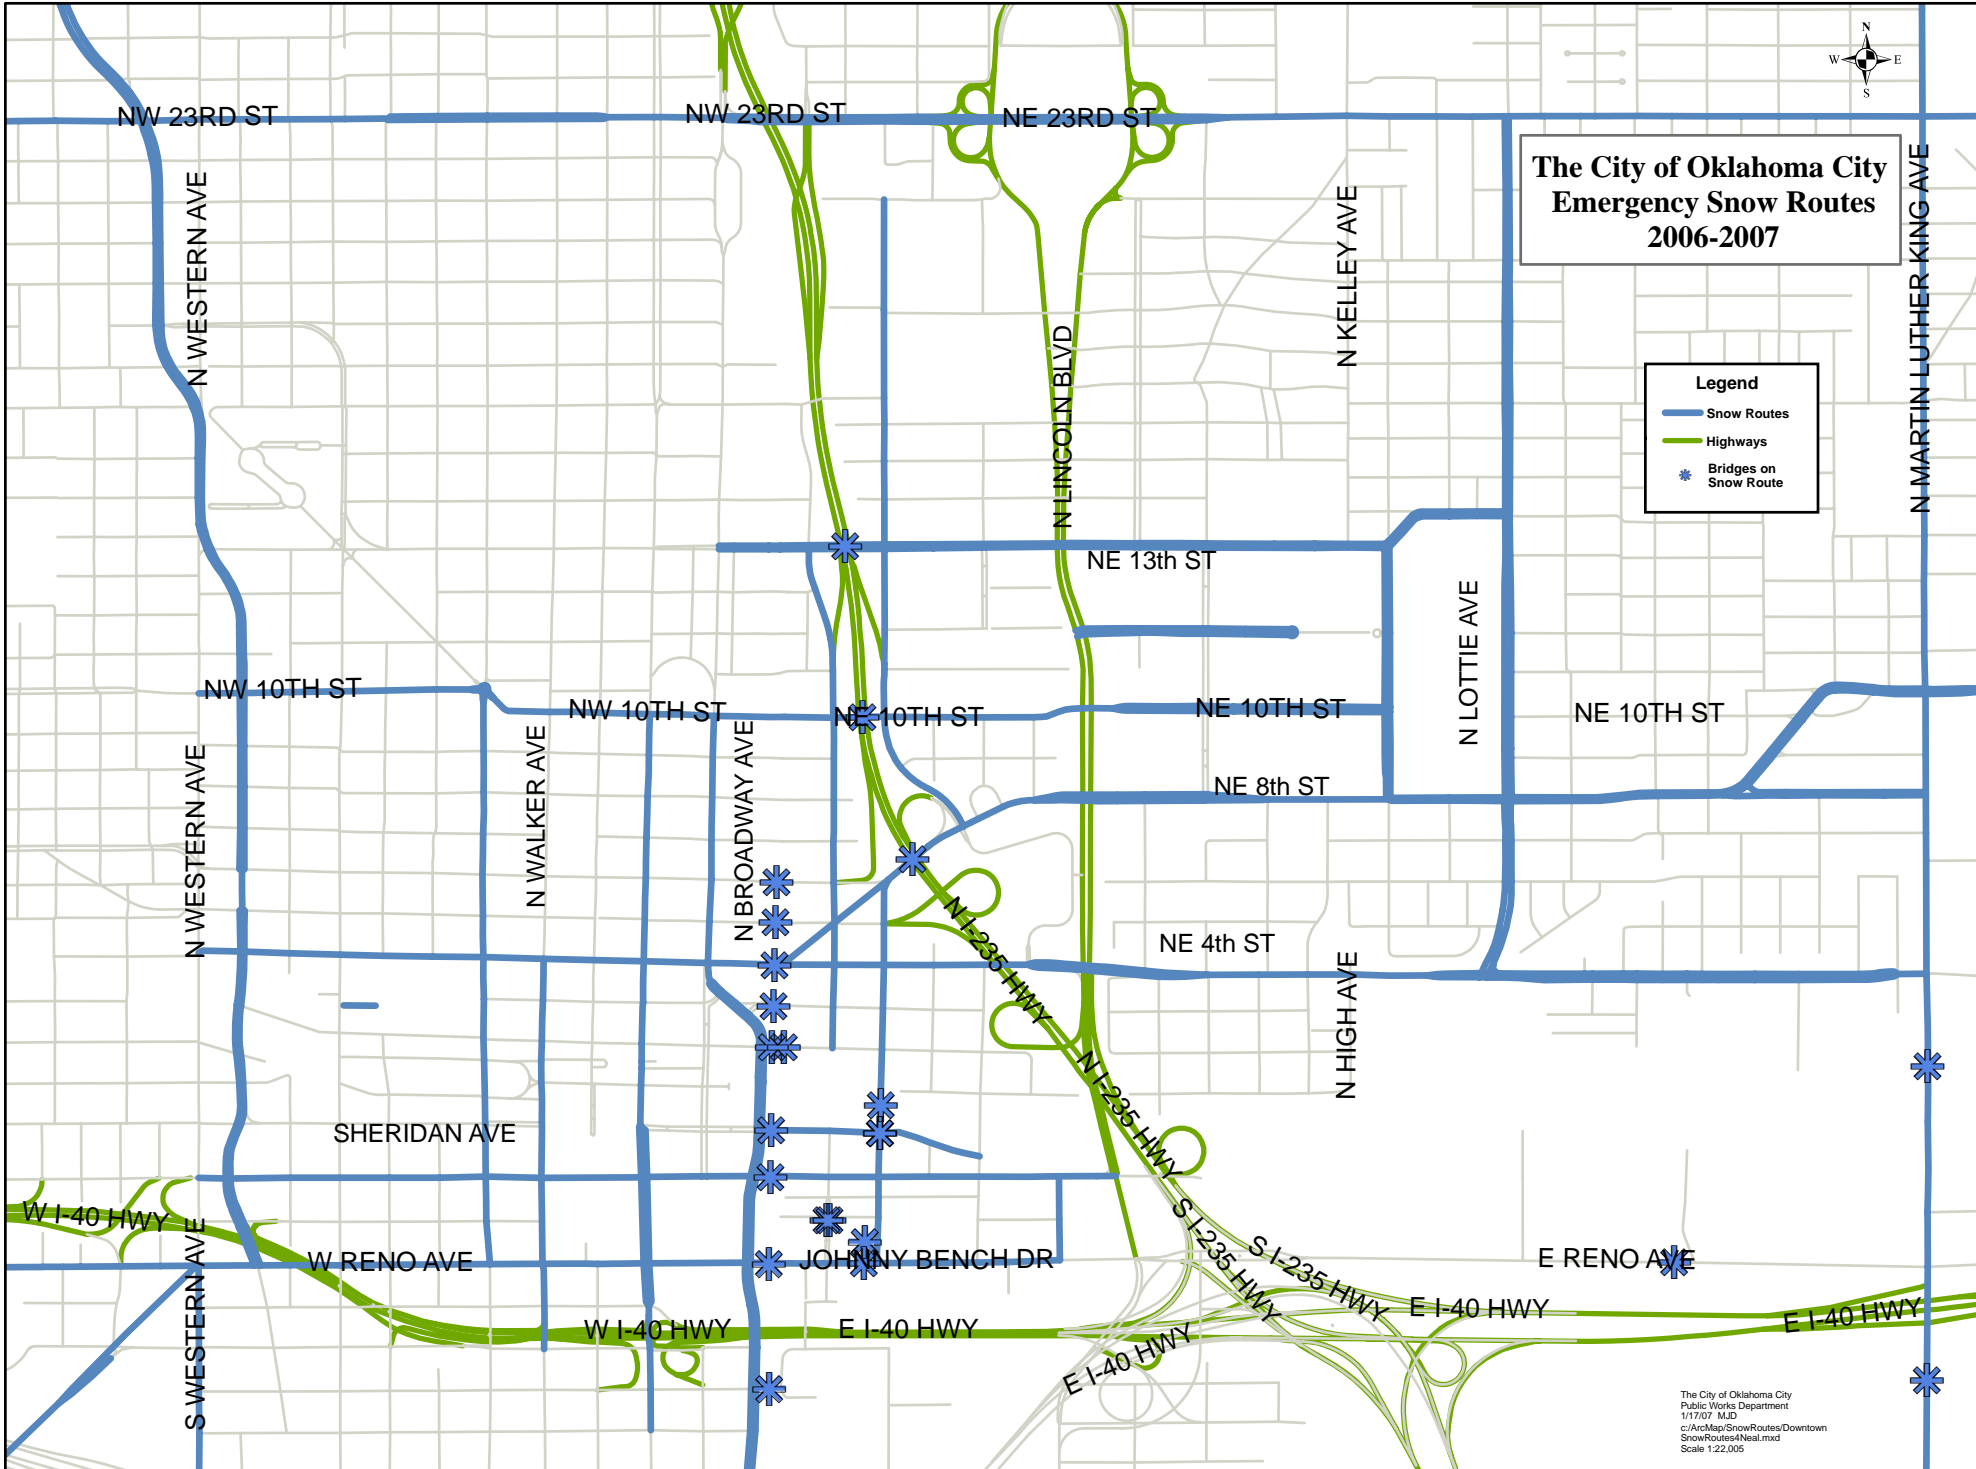 N
W E
S
NW 23RD ST
NW 23RD ST
NE 23RD ST
The City of Oklahoma City
Emergency Snow Routes
2006-2007
N WESTERN AVE
N KELLEY AVE
N MARTIN LUTHER KING AVE
N LINCOLN BLVD
Legend
Snow Routes
Highways
Bridges on
Snow Route
NE 13th ST
N LOTTIE AVE
NW 10TH ST
NW 10TH ST
NE 10TH ST
NE 10TH ST
NE 10TH ST
N WESTERN AVE
N WALKER AVE
N BROADWAY AVE
NE 8th ST
NE 4th ST
N I-235 HWY
N HIGH AVE
N I-235 HWY
SHERIDAN AVE
W I-40 HWY
S WESTERN AVE
W RENO AVE
JOHNNY BENCH DR
S I-235 HWY
S I-235 HWY
E RENO AVE
W I-40 HWY
E I-40 HWY
E I-40 HWY
E I-40 HWY
E I-40 HWY
The City of Oklahoma City
Public Works Department
1/17/07 MJD
c:/ArcMap/SnowRoutes/Downtown
SnowRoutes4Neal.mxd
Scale 1:22,005